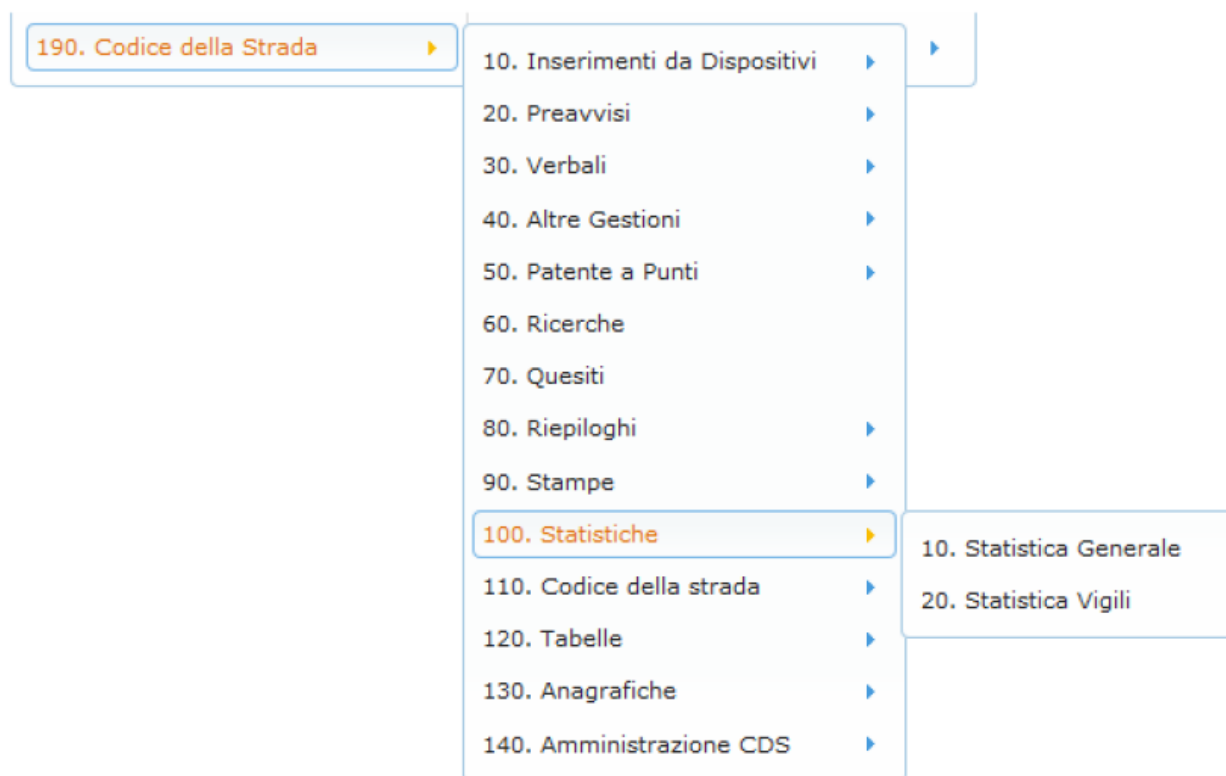 190. Codice della Strada
10. Inserimenti da Dispositivi
20. Preavvisi
30. Verbali
40. Altre Gestioni
50. Patente a Punti
60. Ricerche
70. Quesiti
80. Riepiloghi
90. Stampe
100. Statistiche
10. Statistica Generale
20. Statistica Vigili
110. Codice della strada
120. Tabelle
130. Anagrafiche
140. Amministrazione CDS